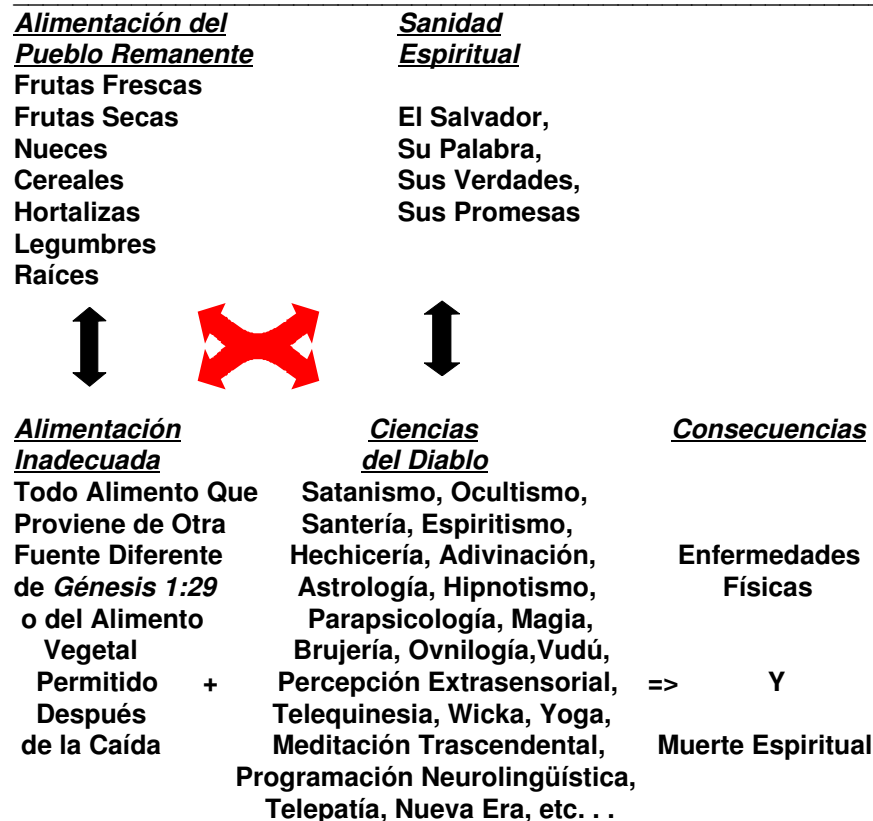 Alimentación del
Pueblo Remanente
Frutas Frescas
Frutas Secas
Nueces
Cereales
Hortalizas
Legumbres
Raíces
Sanidad
Espiritual
El Salvador,
Su Palabra,
Sus Verdades,
Sus Promesas
Alimentación
Inadecuada
Todo Alimento Que
Proviene de Otra
Fuente Diferente
de Génesis 1:29
o del Alimento
Vegetal
Permitido +
Después
de la Caída
Ciencias
del Diablo
Satanismo, Ocultismo,
Santería, Espiritismo,
Hechicería, Adivinación,
Astrología, Hipnotismo,
Parapsicología, Magia,
Brujería, Ovnilogía,Vudú,
Percepción Extrasensorial, =>
Telequinesia, Wicka, Yoga,
Meditación Trascendental,
Programación Neurolingüística,
Telepatía, Nueva Era, etc. . .
Consecuencias
Enfermedades
Físicas
Y
Muerte Espiritual